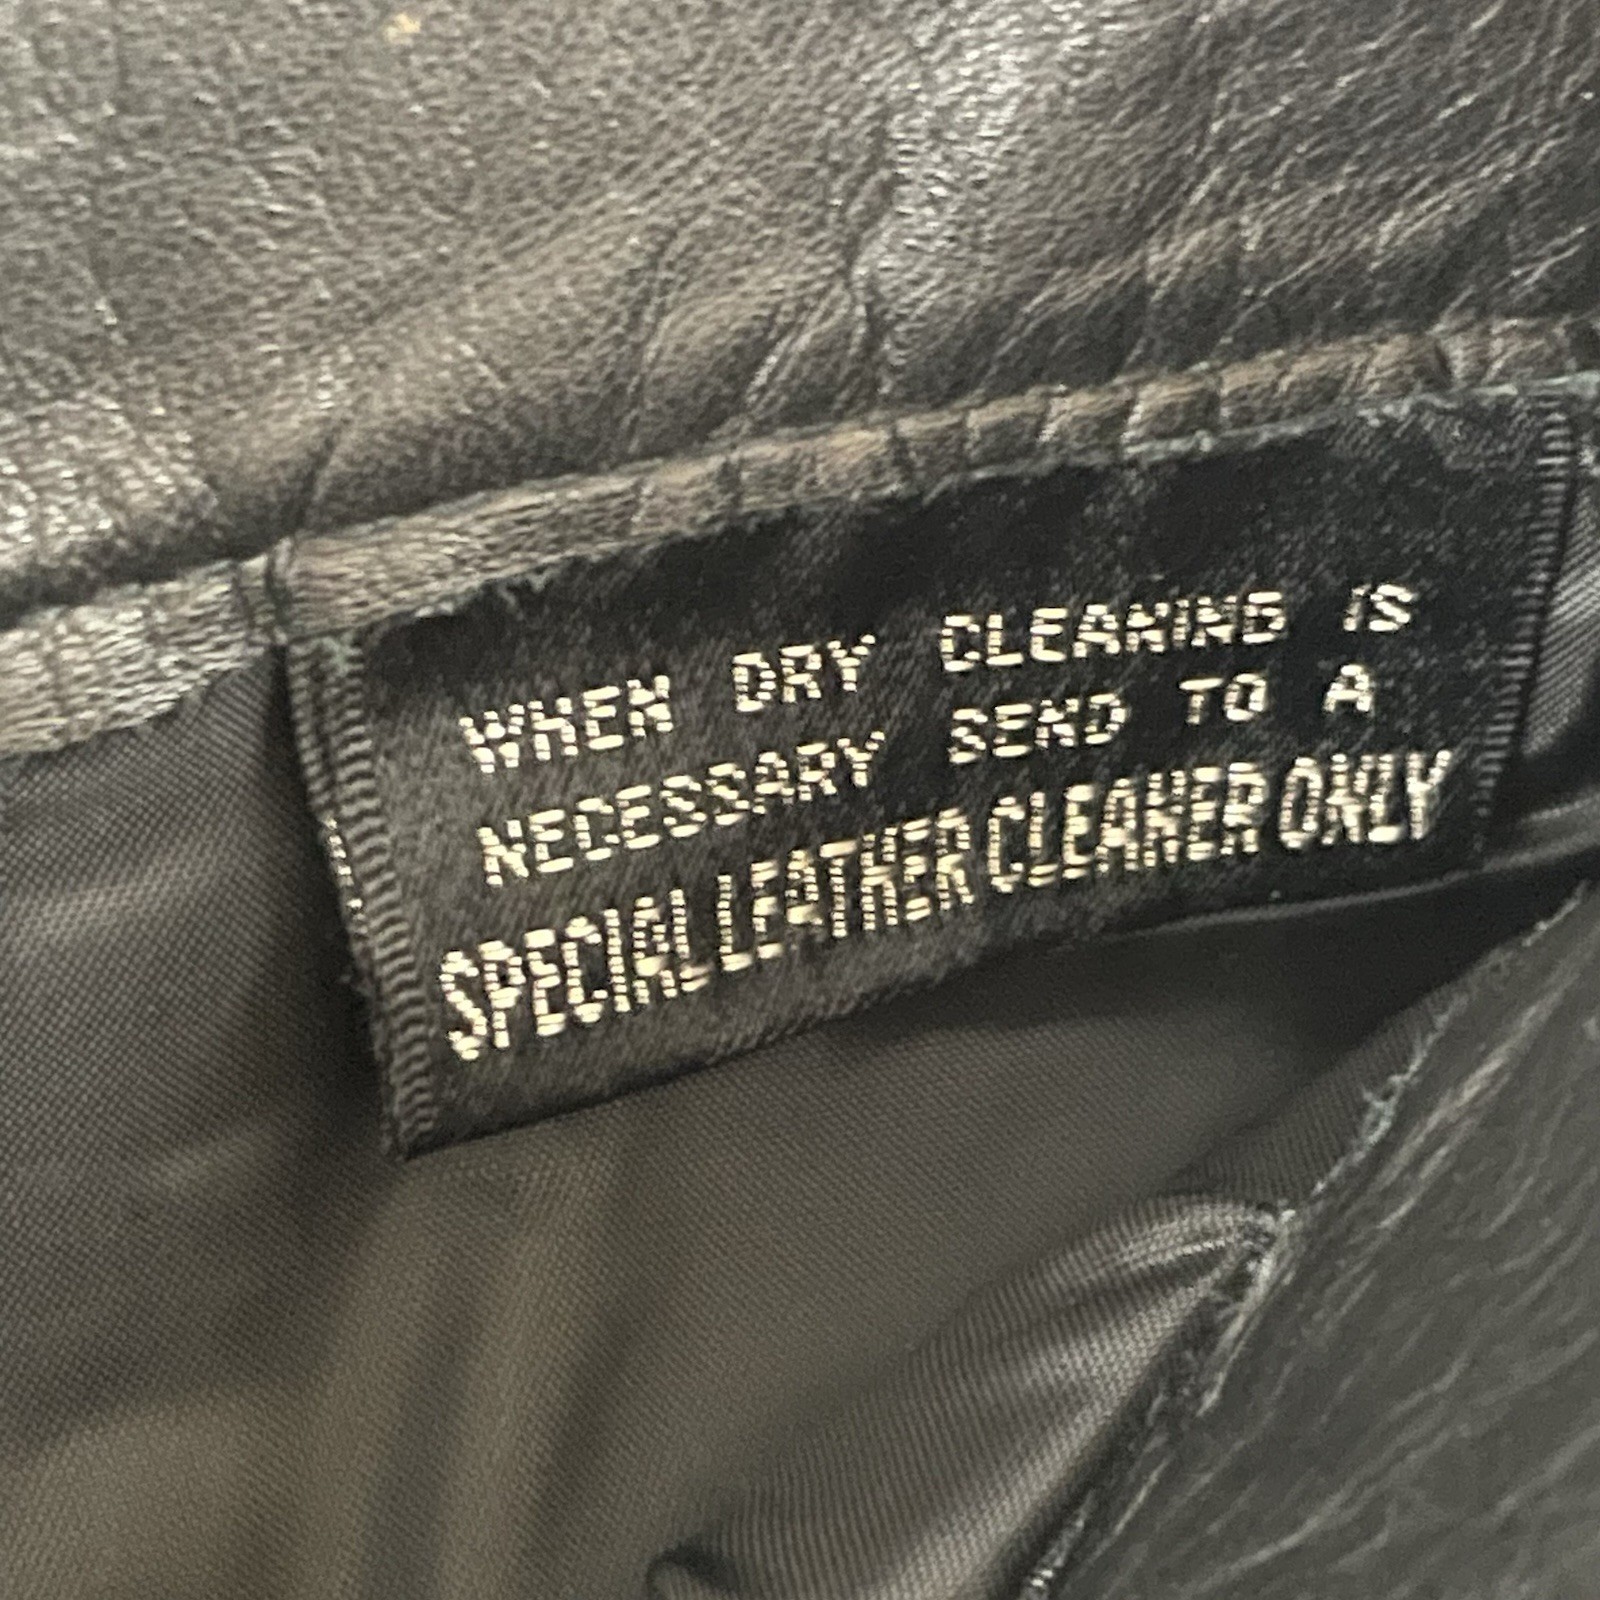 WHEN DRY CLEANING IS
NECESSARY SEND TO A
SPECIAL LEATHER CLEANER ONLY